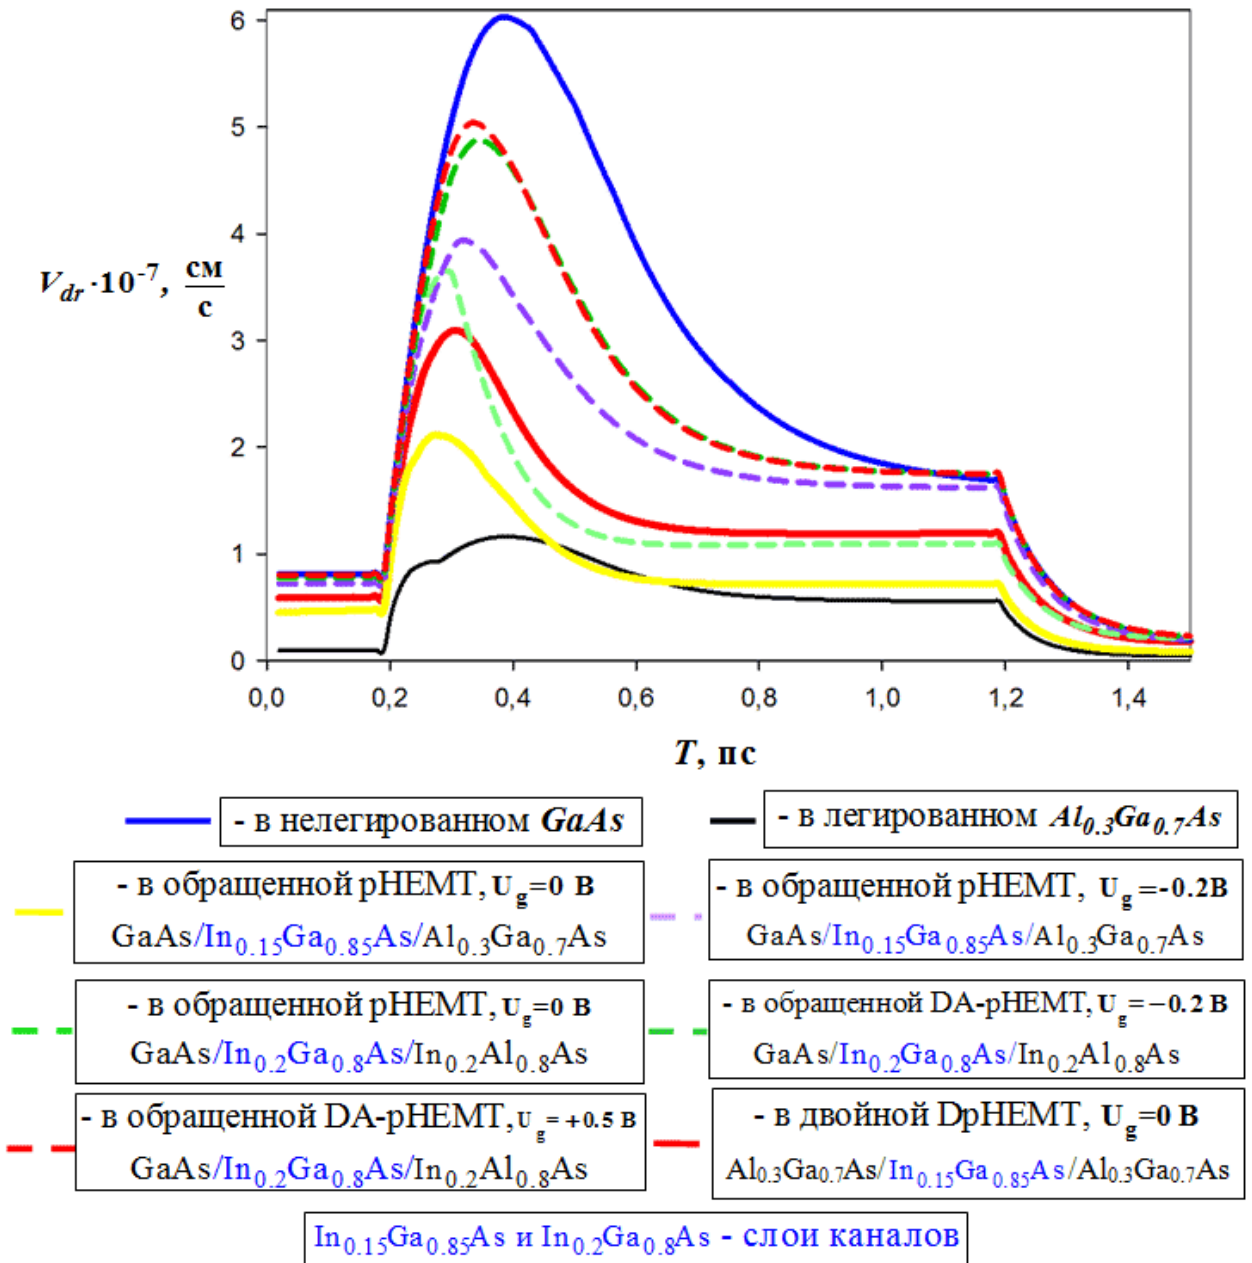 6
5
4
V_dr ·10^-7, см/с
3
2
1
0
0,0 0,2 0,4 0,6 0,8 1,0 1,2 1,4
T, пс
- в нелегированном GaAs
- в легированном Al0.3Ga0.7As
- в обращенной pHEMT, Ug=0 В
GaAs/In0.15Ga0.85As/Al0.3Ga0.7As
- в обращенной pHEMT, Ug=-0.2В
GaAs/In0.15Ga0.85As/Al0.3Ga0.7As
- в обращенной pHEMT, Ug=0 В
GaAs/In0.2Ga0.8As/In0.2Al0.8As
- в обращенной DA-pHEMT, Ug=−0.2 В
GaAs/In0.2Ga0.8As/In0.2Al0.8As
- в обращенной DA-pHEMT, Ug=+0.5 В
GaAs/In0.2Ga0.8As/In0.2Al0.8As
- в двойной DpHEMT, Ug=0 В
Al0.3Ga0.7As/In0.15Ga0.85As/Al0.3Ga0.7As
In0.15Ga0.85As и In0.2Ga0.8As - слои каналов